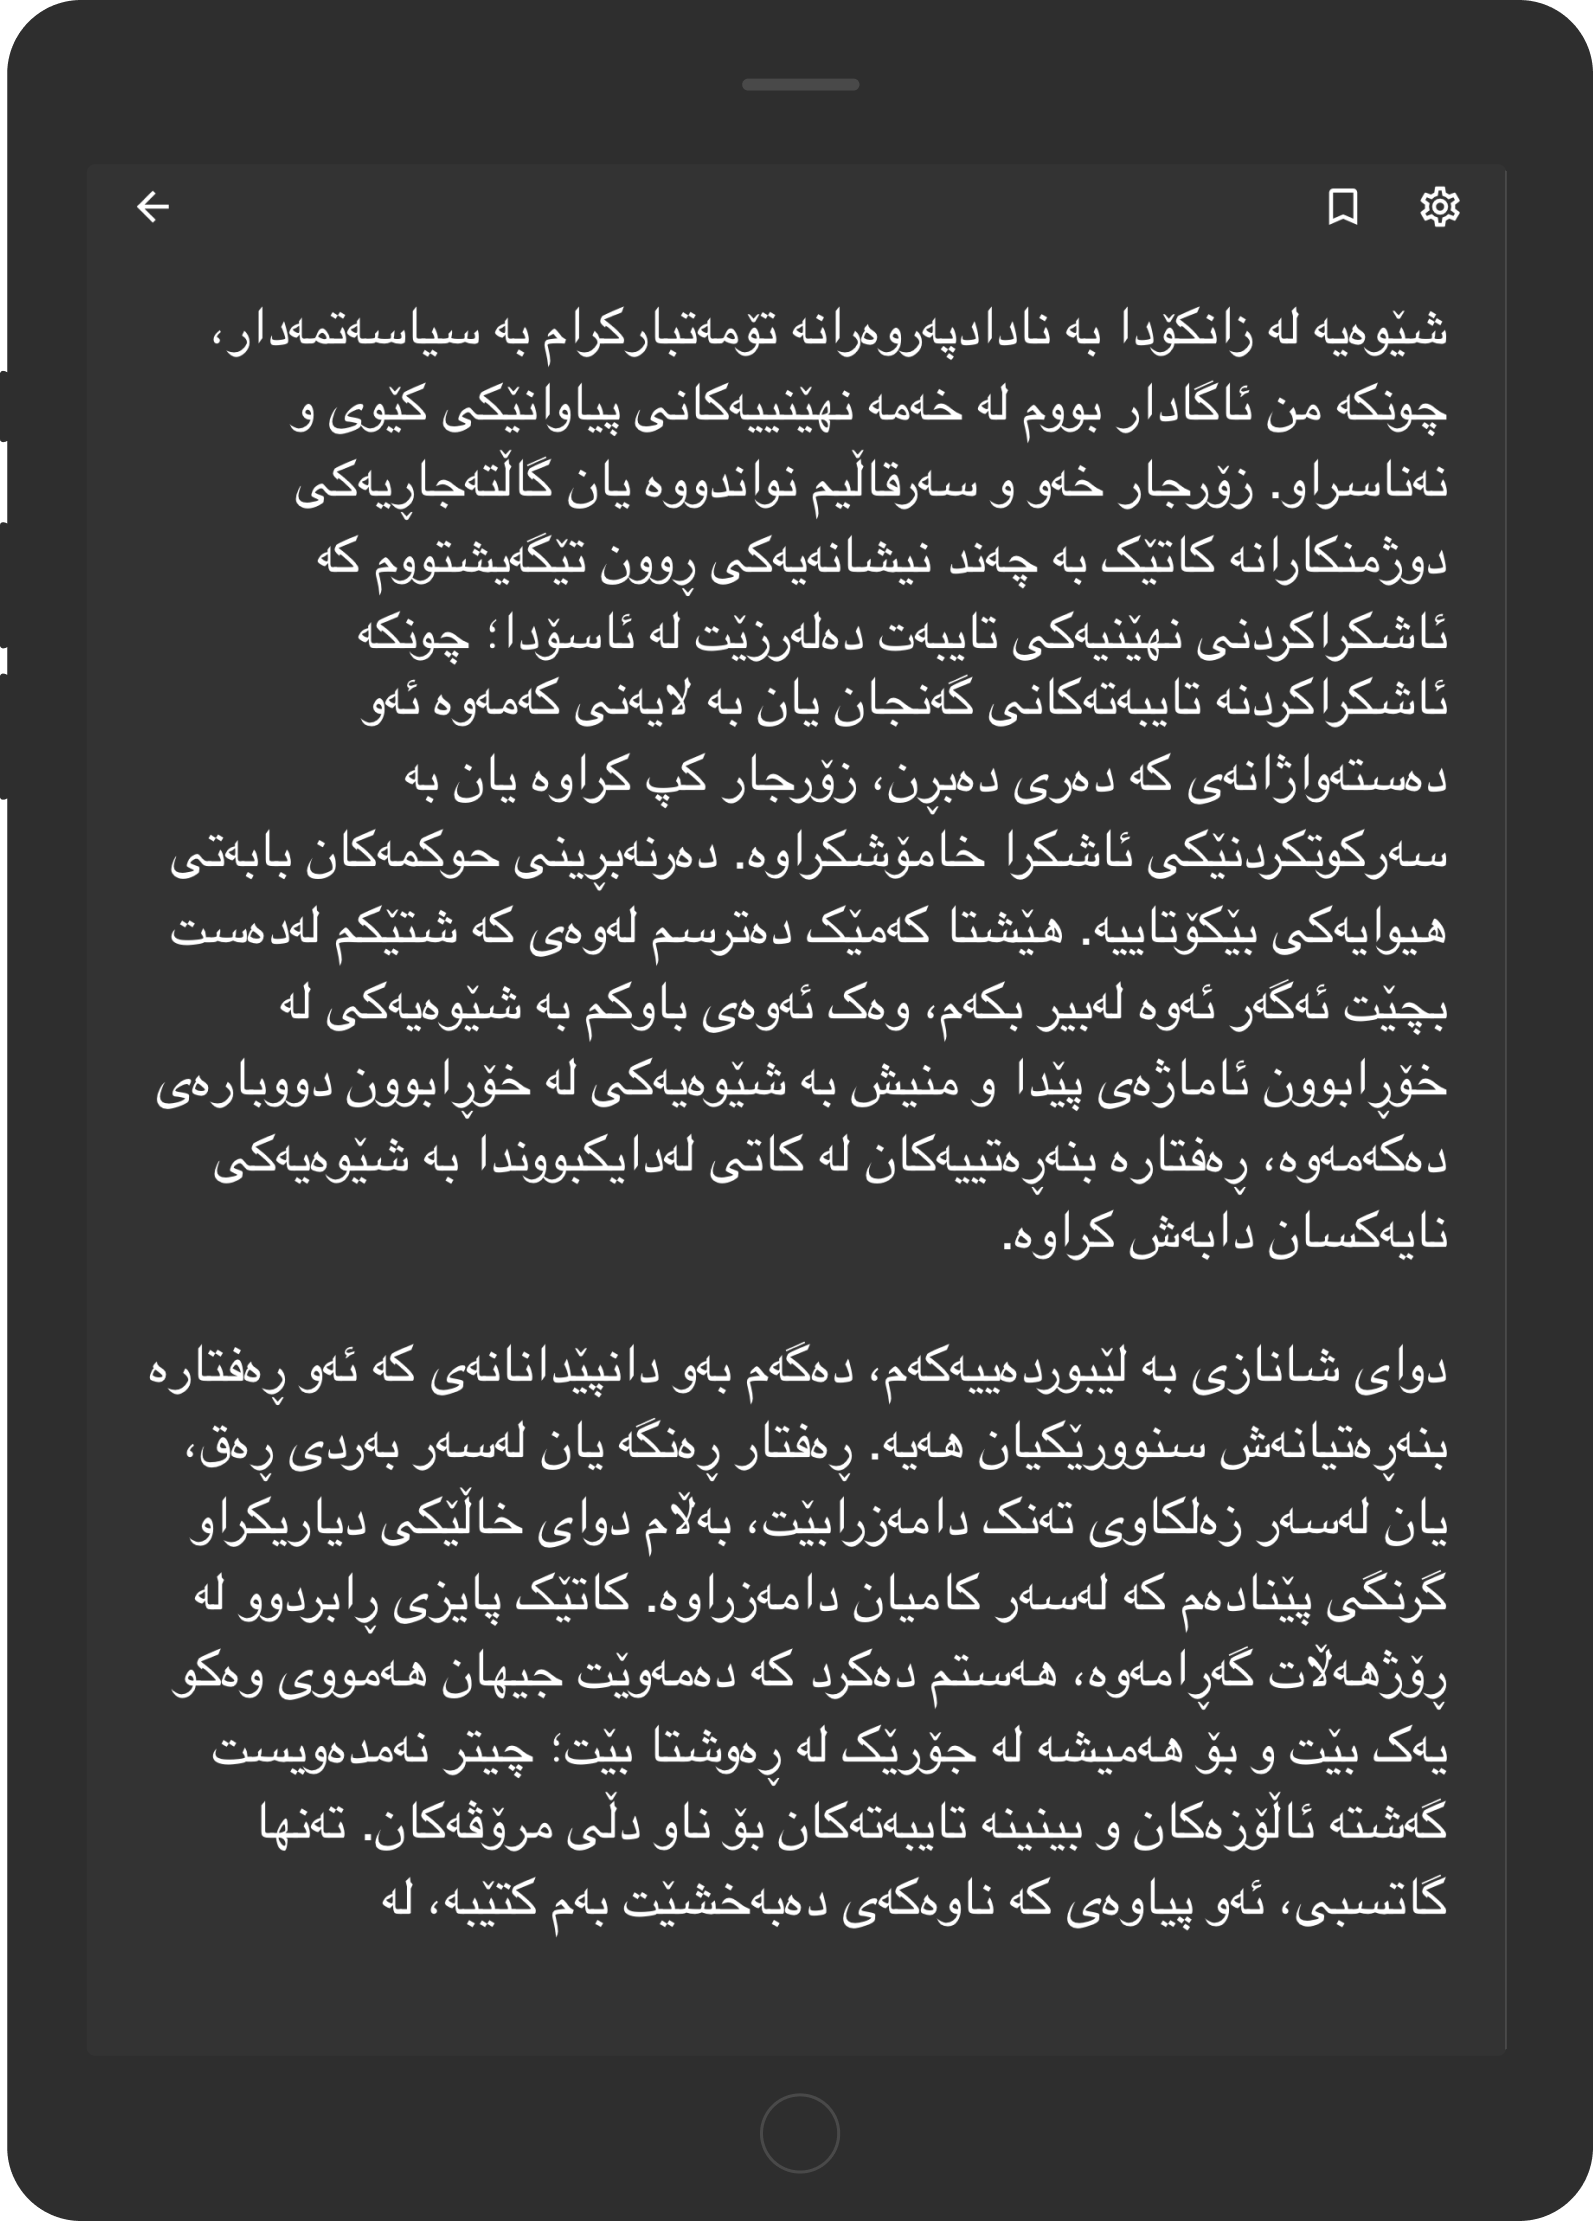 شێوەیە لە زانکۆدا بە نادادپەروەرانە تۆمەتبارکرام بە سیاسەتمەدار،
چونکە من ئاگادار بووم لە خەمە نهێنییەکانی پیاوانێکی کێوی و
نەناسراو. زۆرجار خەو و سەرقاڵیم نواندووە یان گاڵتەجاڕیەکی
دوژمنکارانە کاتێک بە چەند نیشانەیەکی ڕوون تێگەیشتووم کە
ئاشکراکردنی نهێنیەکی تایبەت دەلەرزێت لە ئاسۆدا؛ چونکە
ئاشکراکردنە تایبەتەکانی گەنجان یان بە لایەنی کەمەوە ئەو
دەستەواژانەی کە دەری دەبڕن، زۆرجار کپ کراوە یان بە
سەرکوتکردنێکی ئاشکرا خامۆشکراوە. دەرنەبڕینی حوکمەکان بابەتی
هیوایەکی بێکۆتاییە. هێشتا کەمێک دەترسم لەوەی کە شتێکم لەدەست
بچێت ئەگەر ئەوە لەبیر بکەم، وەک ئەوەی باوکم بە شێوەیەکی لە
خۆڕابوون ئاماژەی پێدا و منیش بە شێوەیەکی لە خۆڕابوون دووبارەی
دەکەمەوە، ڕەفتارە بنەڕەتییەکان لە کاتی لەدایکبووندا بە شێوەیەکی
نایەکسان دابەش کراوە.
دوای شانازی بە لێبوردەییەکەم، دەگەم بەو دانپێدانانەی کە ئەو ڕەفتارە
بنەڕەتیانەش سنوورێکیان هەیە. ڕەفتار ڕەنگە یان لەسەر بەردی ڕەق،
یان لەسەر زەلکاوی تەنک دامەزرابێت، بەڵام دوای خاڵێکی دیاریکراو
گرنگی پێنادەم کە لەسەر کامیان دامەزراوە. کاتێک پایزی ڕابردوو لە
ڕۆژهەڵات گەڕامەوە، هەستم دەکرد کە دەمەوێت جیهان هەمووی وەکو
یەک بێت و بۆ هەمیشە لە جۆرێک لە ڕەوشتا بێت؛ چیتر نەمدەویست
گەشتە ئاڵۆزەکان و بینینە تایبەتەکان بۆ ناو دڵی مرۆڤەکان. تەنها
گاتسبی، ئەو پیاوەی کە ناوەکەی دەبەخشێت بەم کتێبە، لە